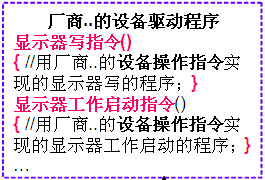 厂商..的设备驱动程序
显示器写指令()
{ //用厂商..的设备操作指令实
现的显示器写的程序; }
显示器工作启动指令()
{ //用厂商..的设备操作指令实
现的显示器工作启动的程序; }
...